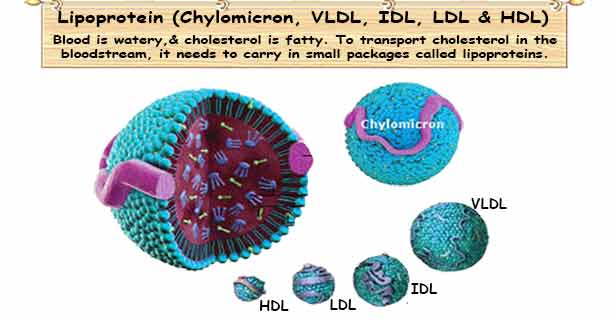 Lipoprotein (Chylomicron, VLDL, IDL, LDL & HDL)
Blood is watery,& cholesterol is fatty. To transport cholesterol in the
bloodstream, it needs to carry in small packages called lipoproteins.
Chylomicron
VLDL
IDL
LDL
HDL